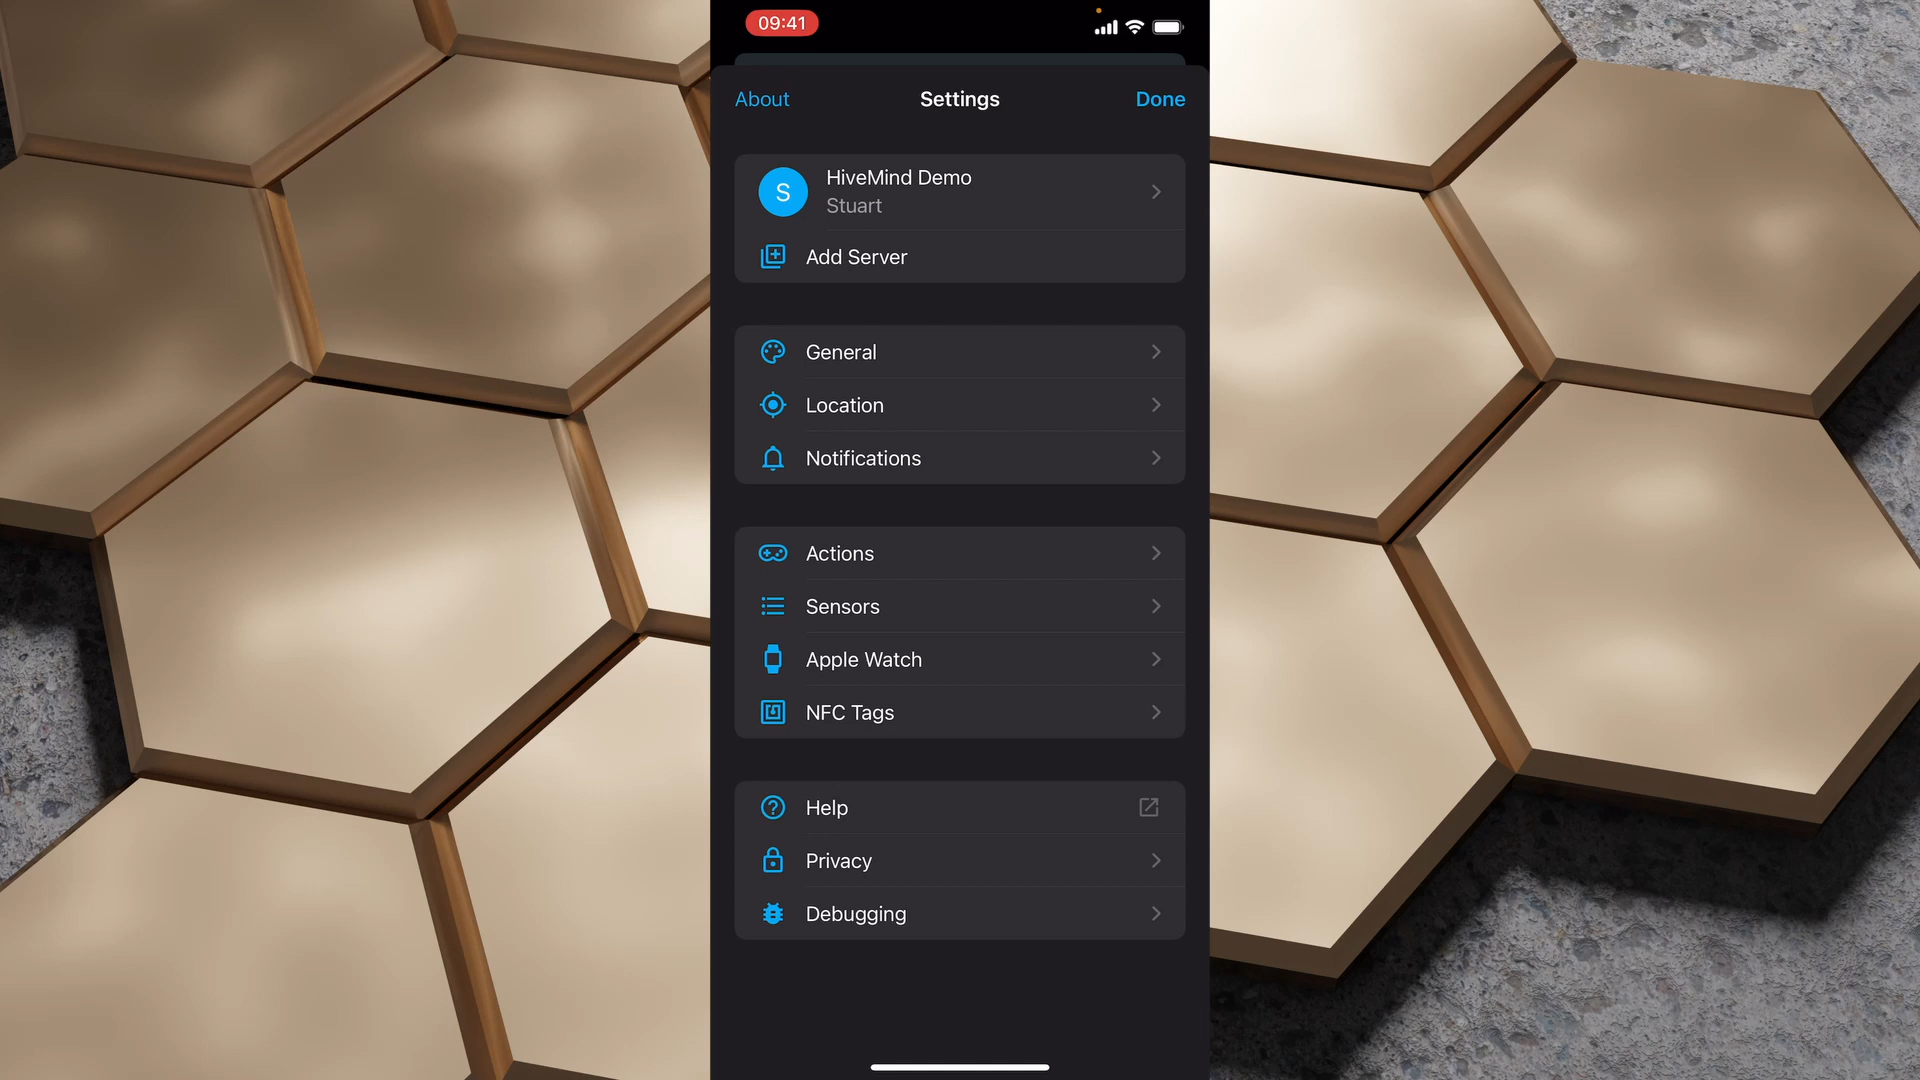 09:41
About
Settings
Done
S
HiveMind Demo
Stuart
Add Server
General
Location
Notifications
Actions
Sensors
Apple Watch
NFC Tags
Help
Privacy
Debugging